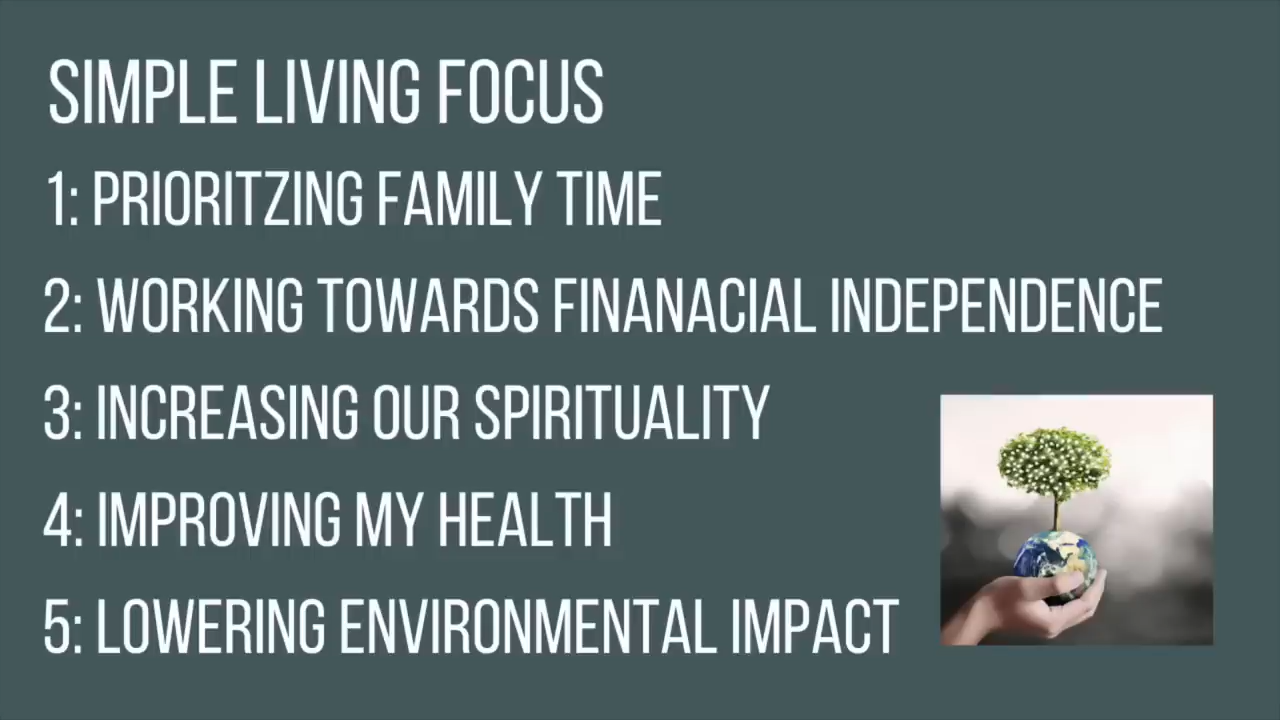 SIMPLE LIVING FOCUS
1: PRIORITZING FAMILY TIME
2: WORKING TOWARDS FINANACIAL INDEPENDENCE
3: INCREASING OUR SPIRITUALITY
4: IMPROVING MY HEALTH
5: LOWERING ENVIRONMENTAL IMPACT